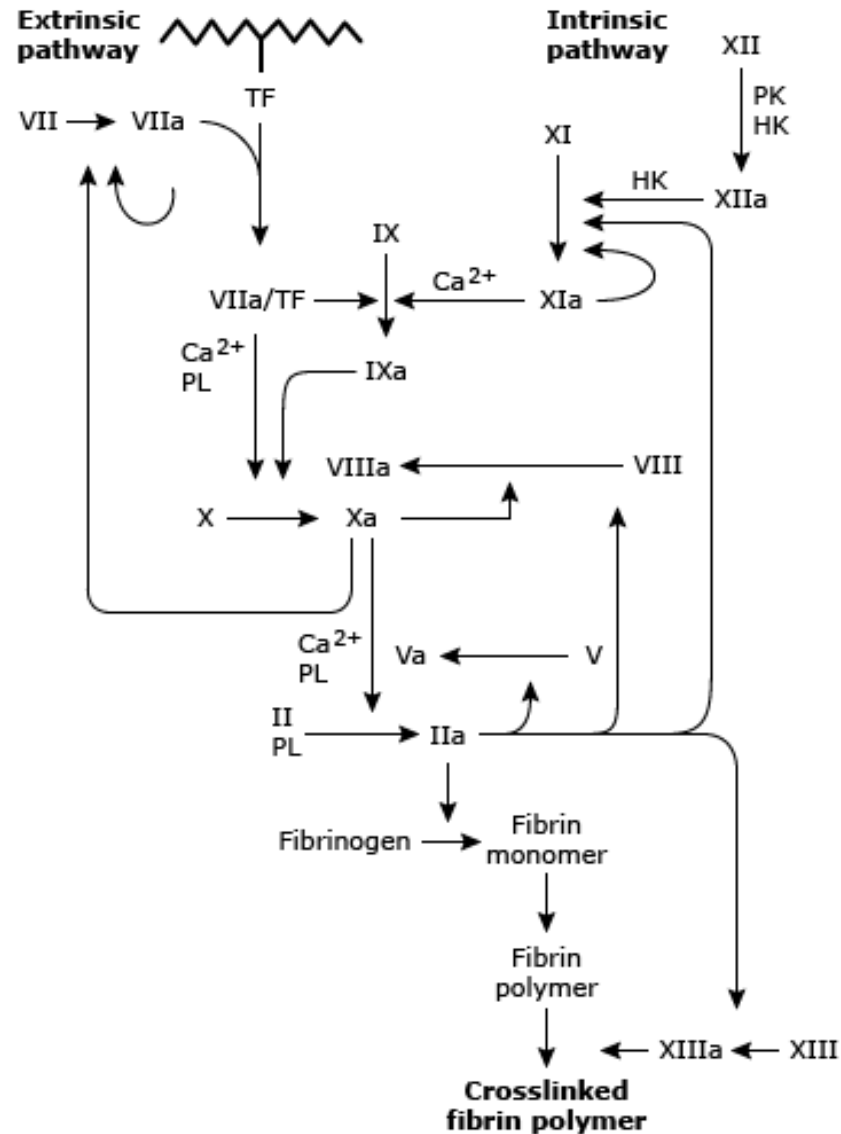 Extrinsic
pathway
Intrinsic
pathway
XII
TF
PK
HK
VII
VIIa
XI
HK
XIIa
IX
VIIa/TF
Ca2+
XIa
Ca2+
PL
IXa
VIIIa
VIII
X
Xa
Ca2+
PL
Va
V
II
PL
IIa
Fibrinogen
Fibrin
monomer
Fibrin
polymer
XIIIa
XIII
Crosslinked
fibrin polymer